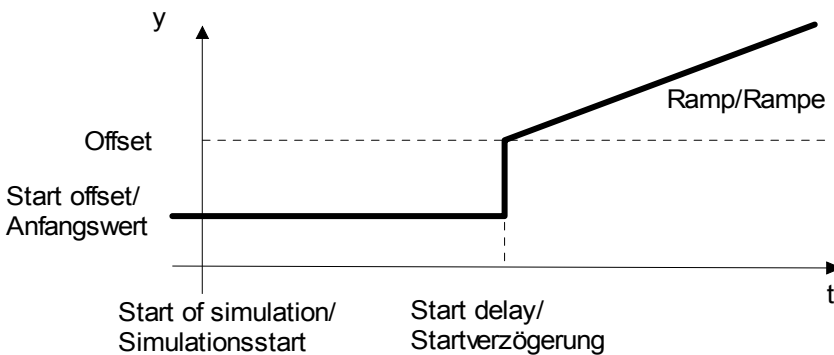 y
Ramp/Rampe
Offset
Start offset/
Anfangswert
t
Start of simulation/
Simulationsstart
Start delay/
Startverzögerung